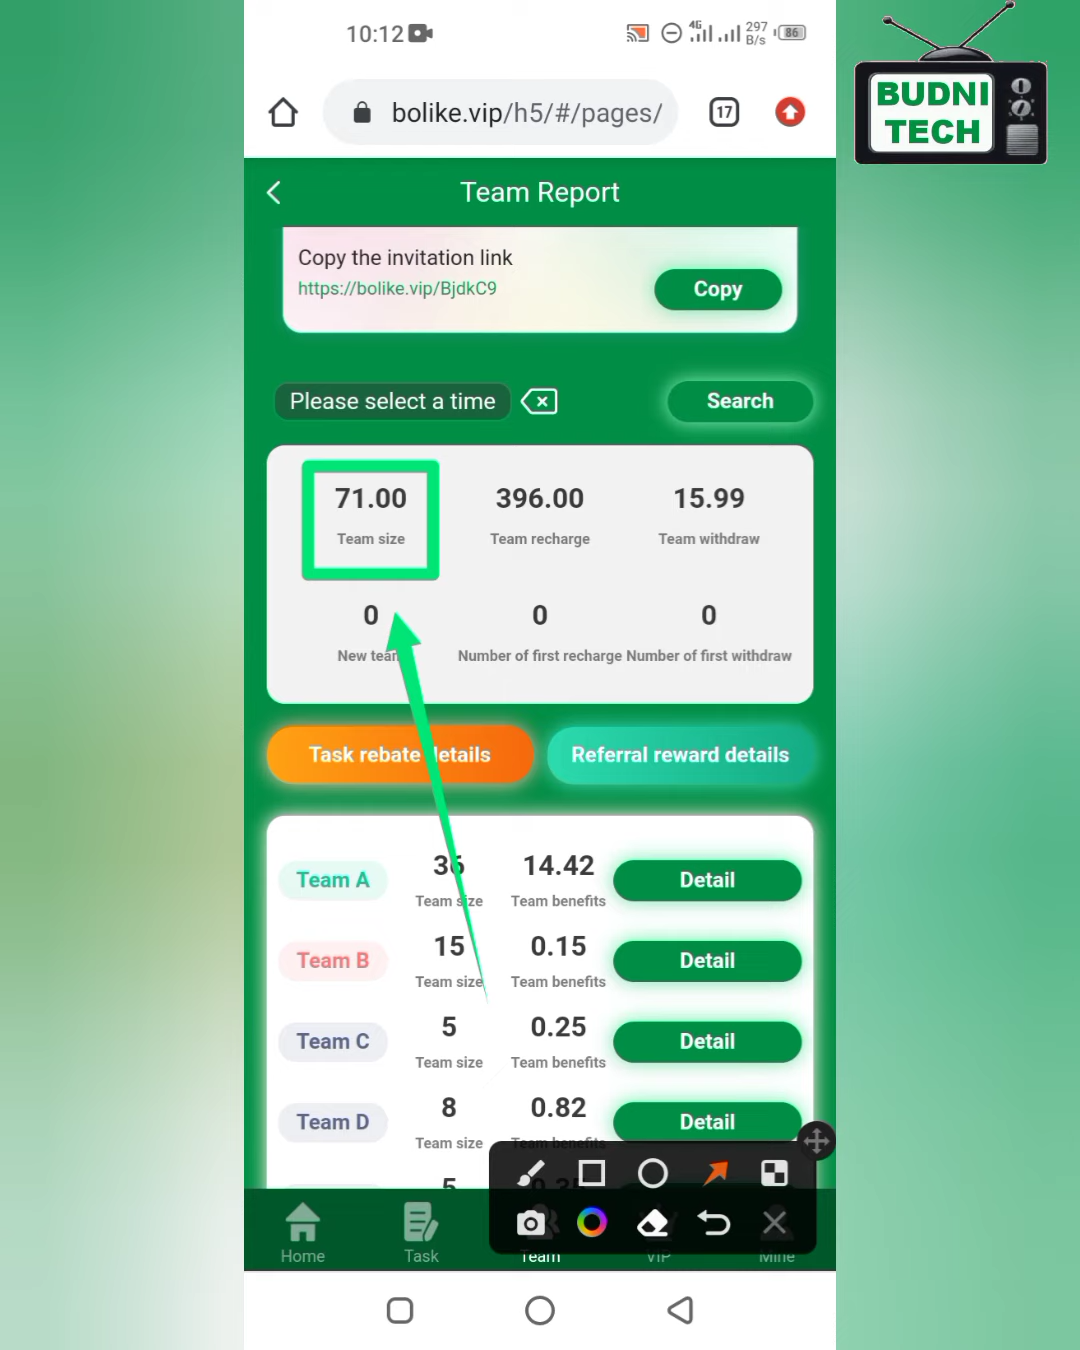 10:12
4G
297
B/s
86
BUDNI
TECH
bolike.vip/h5/#/pages/
17
Team Report
Copy the invitation link
https://bolike.vip/BjdkC9
Copy
Please select a time
Search
71.00
396.00
15.99
Team size
Team recharge
Team withdraw
0
0
0
New team
Number of first recharge
Number of first withdraw
Task rebate details
Referral reward details
Team A
36
14.42
Detail
Team size
Team benefits
Team B
15
0.15
Detail
Team size
Team benefits
Team C
5
0.25
Detail
Team size
Team benefits
Team D
8
0.82
Detail
Team size
Team benefits
5
0.35
Home
Task
Team
VIP
Mine